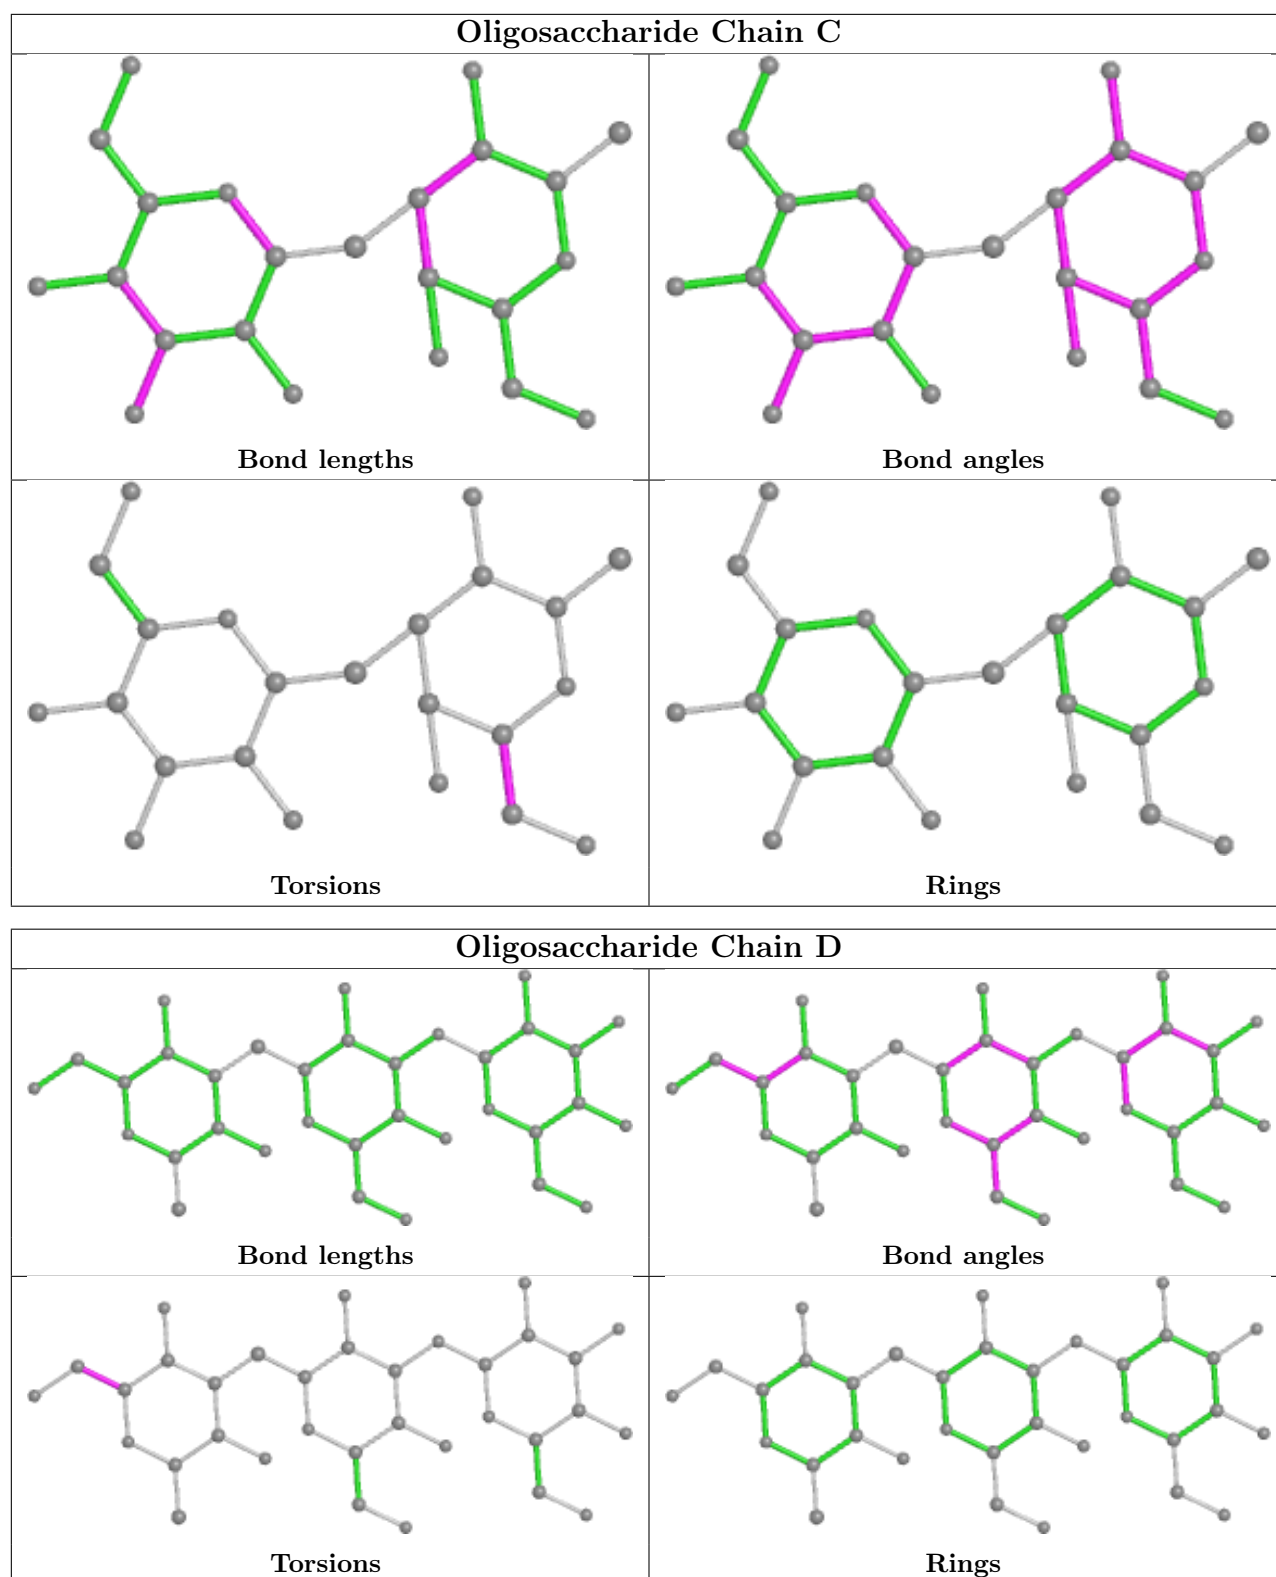 Oligosaccharide Chain C
Bond lengths
Bond angles
Torsions
Rings
Oligosaccharide Chain D
Bond lengths
Bond angles
Torsions
Rings